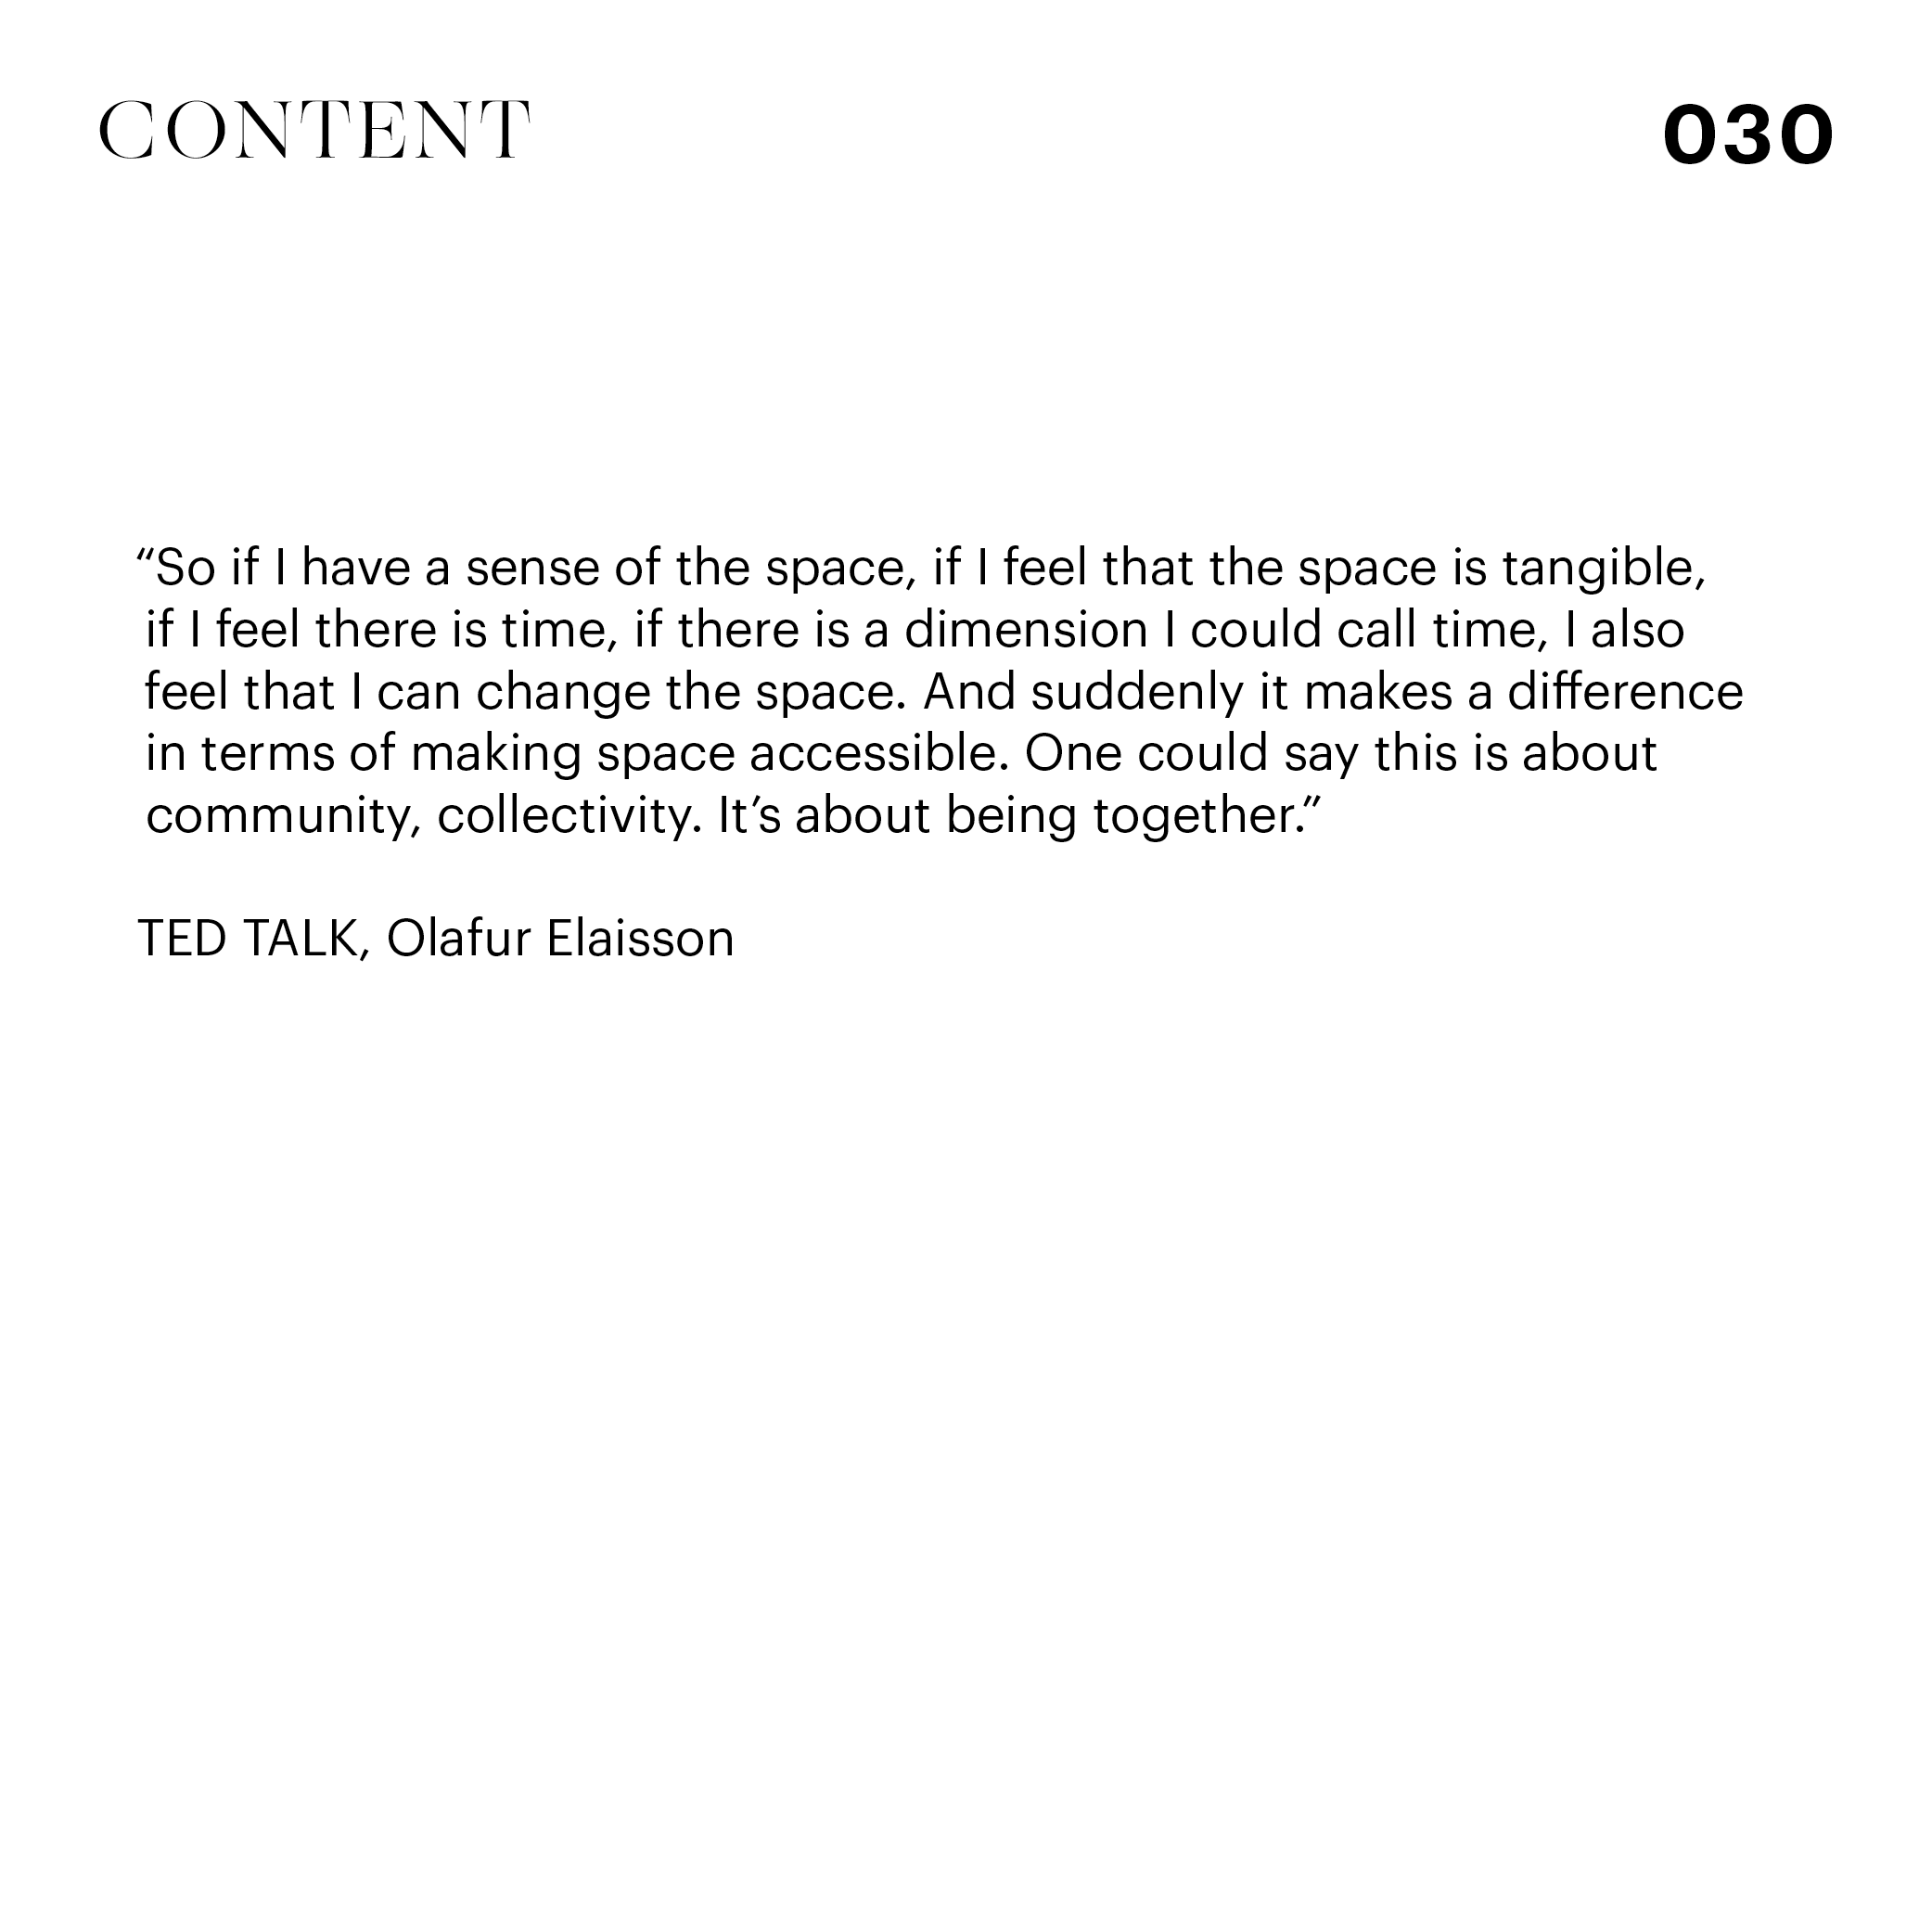 CONTENT
030
“So if I have a sense of the space, if I feel that the space is tangible,
if I feel there is time, if there is a dimension I could call time, I also
feel that I can change the space. And suddenly it makes a difference
in terms of making space accessible. One could say this is about
community, collectivity. It’s about being together.”
TED TALK, Olafur Elaisson